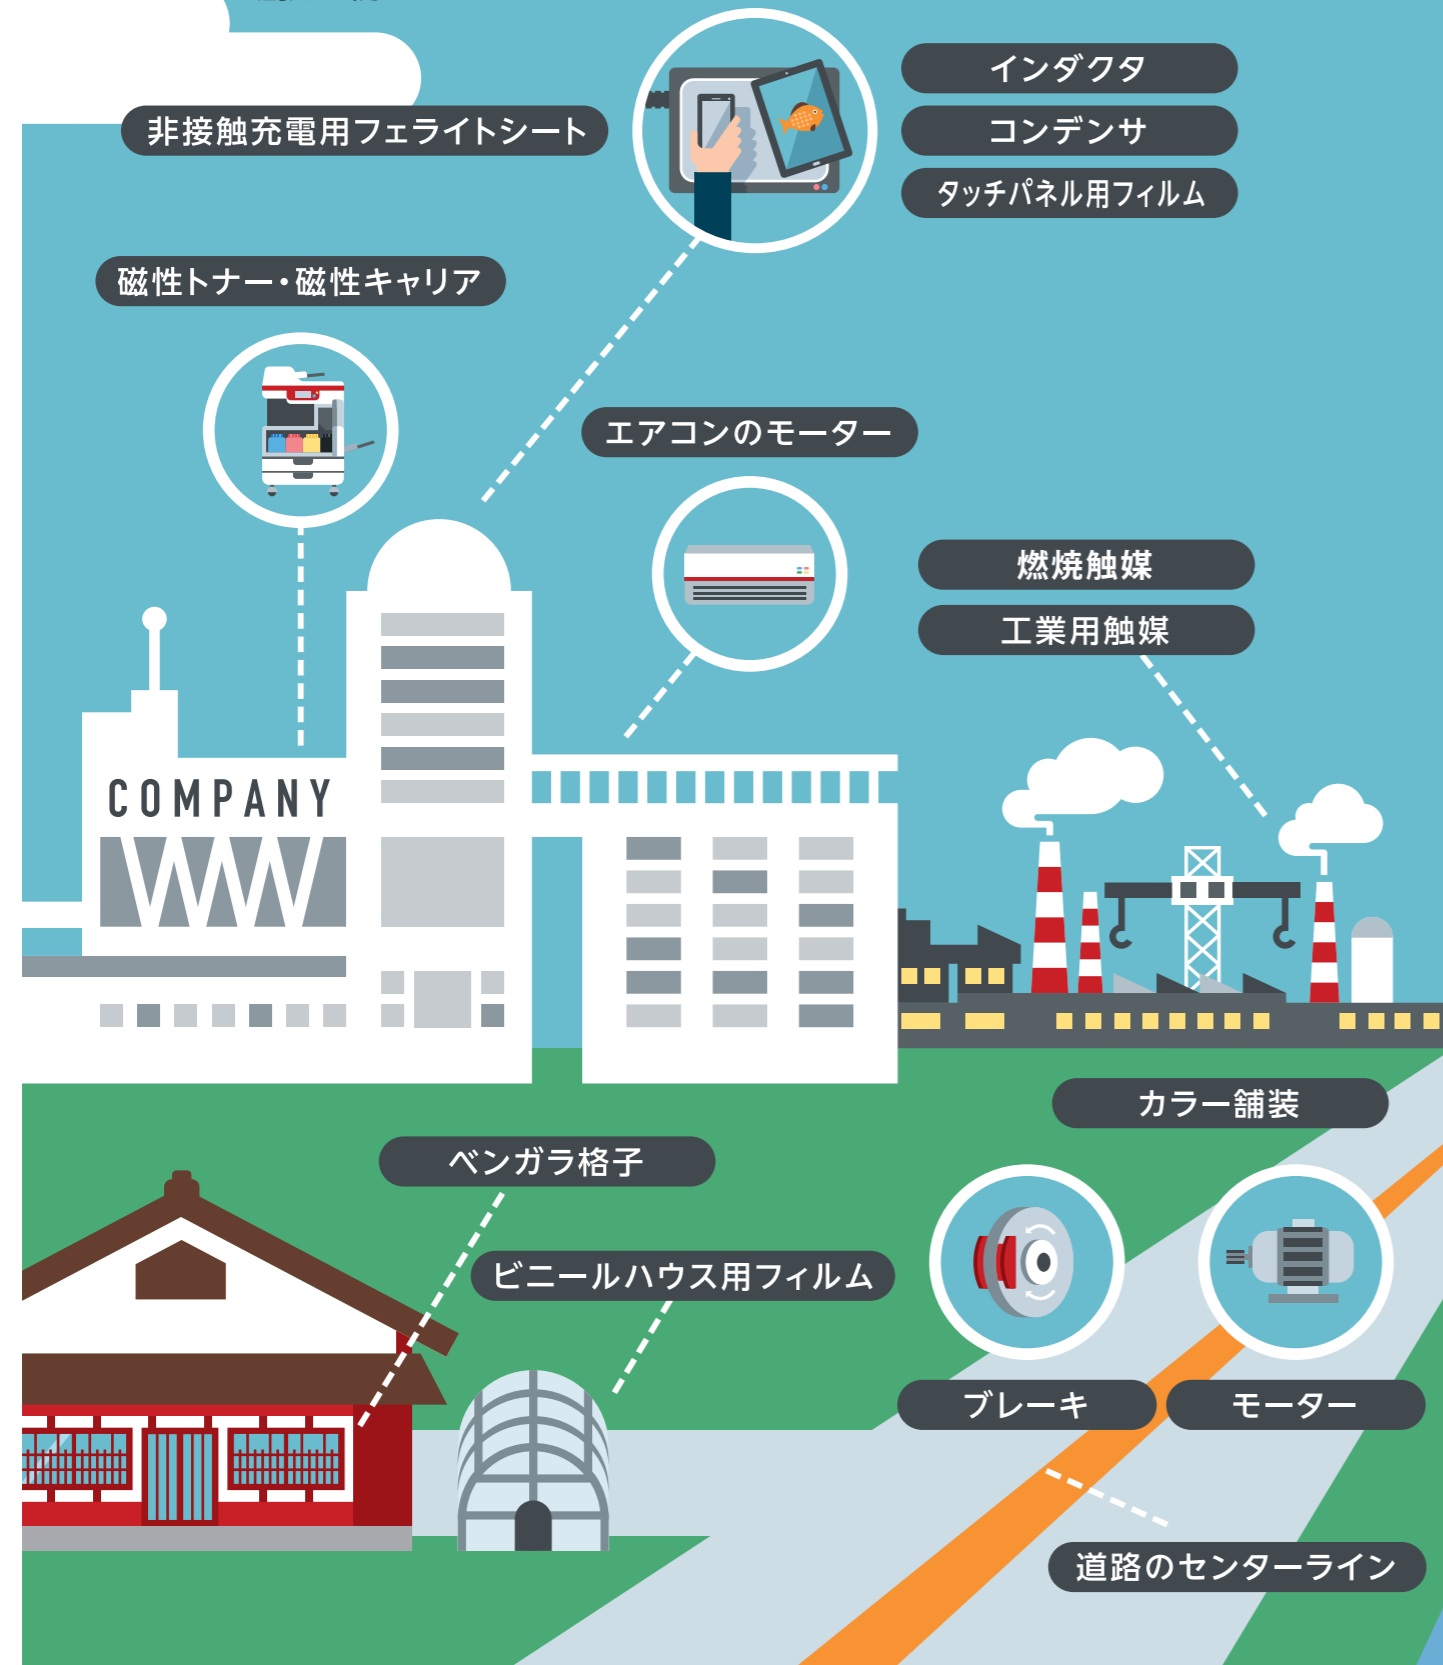 非接触充電用フェライトシート
インダクタ
コンデンサ
タッチパネル用フィルム
磁性トナー・磁性キャリア
エアコンのモーター
燃焼触媒
工業用触媒
COMPANY
カラー舗装
ベンガラ格子
ビニールハウス用フィルム
ブレーキ
モーター
道路のセンターライン